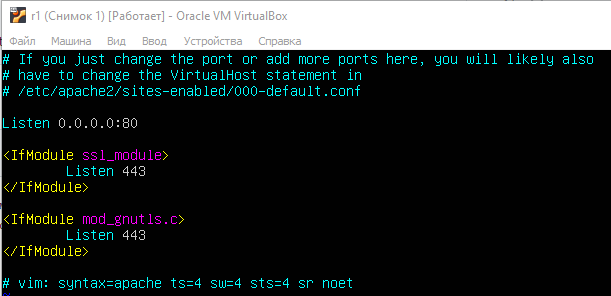 r1 (Снимок 1) [Работает] - Oracle VM VirtualBox
Файл Машина Вид Ввод Устройства Справка
# If you just change the port or add more ports here, you will likely also
# have to change the VirtualHost statement in
# /etc/apache2/sites-enabled/000-default.conf
Listen 0.0.0.0:80
<IfModule ssl_module>
Listen 443
</IfModule>
<IfModule mod_gnutls.c>
Listen 443
</IfModule>
# vim: syntax=apache ts=4 sw=4 sts=4 sr noet